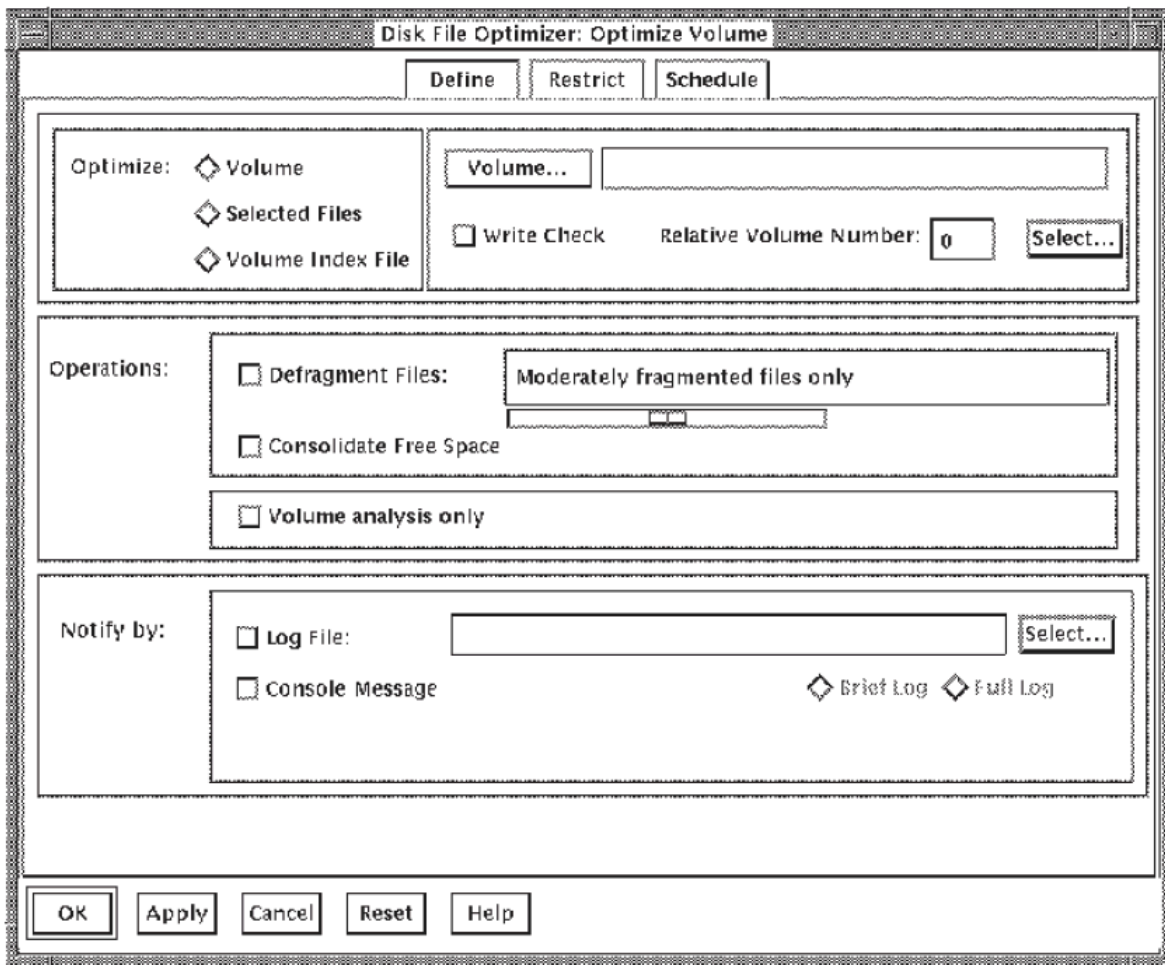 Disk File Optimizer: Optimize Volume
Define Restrict Schedule
Optimize: Volume
Selected Files
Volume Index File
Volume...
Write Check Relative Volume Number: 0 Select...
Operations:
Defragment Files: Moderately fragmented files only
Consolidate Free Space
Volume analysis only
Notify by:
Log File: Select...
Console Message Brief Log Full Log
OK Apply Cancel Reset Help